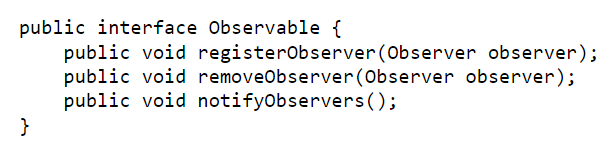 public interface Observable {
    public void registerObserver(Observer observer);
    public void removeObserver(Observer observer);
    public void notifyObservers();
}